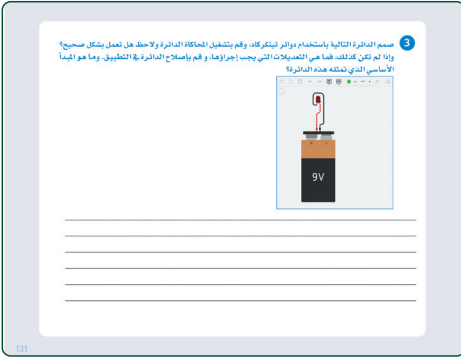 3 صمم الدائرة التالية باستخدام دوائر تينكركاد، وقم بتشغيل المحاكاة الدائرة ولاحظ هل تعمل بشكل صحيح؟
وإذا لم تكن كذلك، فما هي التعديلات التي يجب إجراؤها، و قم بإصلاح الدائرة في التطبيق. وما هو المبدأ
الأساسي الذي تمثله هذه الدائرة؟
9V
131